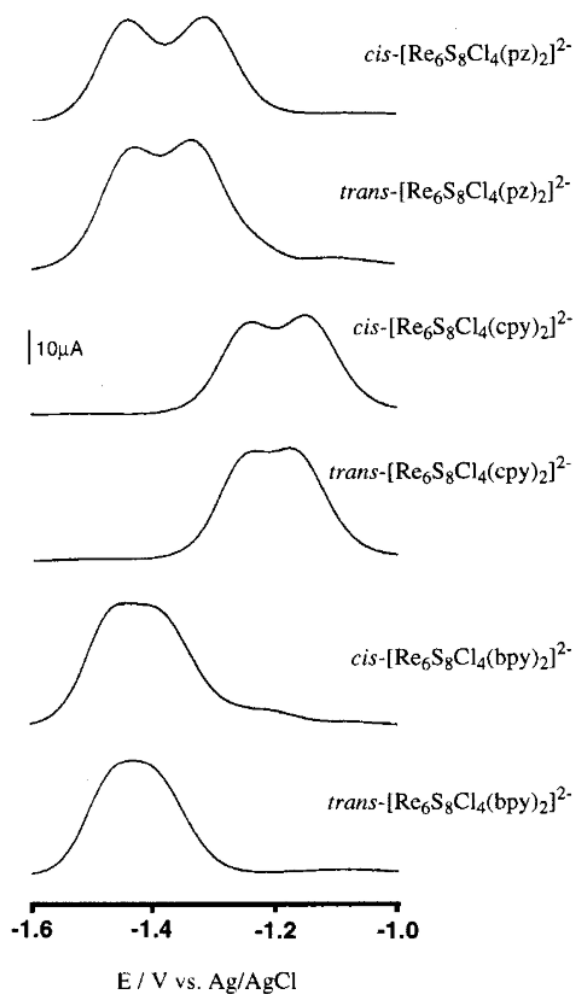 cis-[Re₆S₈Cl₄(pz)₂]²⁻
trans-[Re₆S₈Cl₄(pz)₂]²⁻
cis-[Re₆S₈Cl₄(cpy)₂]²⁻
10μA
trans-[Re₆S₈Cl₄(cpy)₂]²⁻
cis-[Re₆S₈Cl₄(bpy)₂]²⁻
trans-[Re₆S₈Cl₄(bpy)₂]²⁻
-1.6 -1.4 -1.2 -1.0
E / V vs. Ag/AgCl